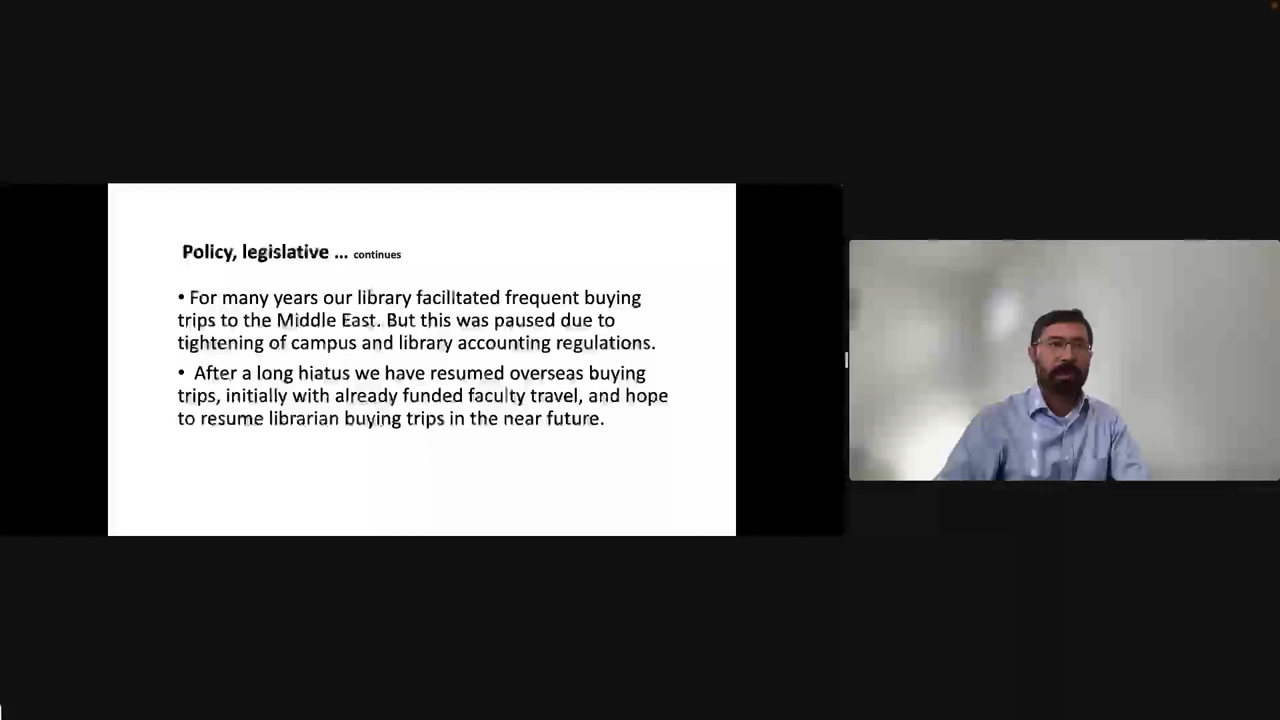 Policy, legislative ... continues
• For many years our library facilitated frequent buying
trips to the Middle East. But this was paused due to
tightening of campus and library accounting regulations.
• After a long hiatus we have resumed overseas buying
trips, initially with already funded faculty travel, and hope
to resume librarian buying trips in the near future.